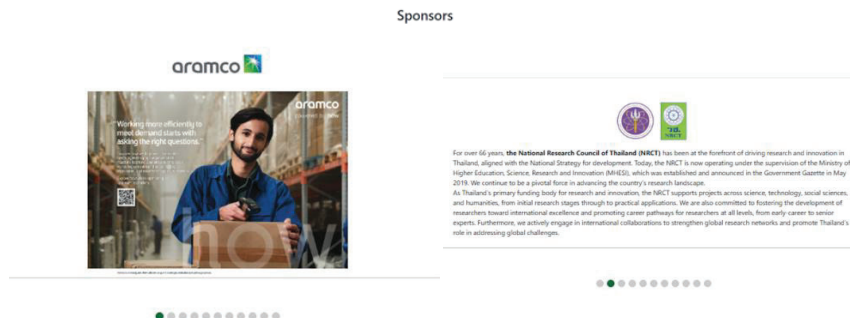 Sponsors
aramco
aramco
powered by how
"Working more efficiently to
meet demand starts with
asking the right questions."
how
For over 66 years, the National Research Council of Thailand (NRCT) has been at the forefront of driving research and innovation in
Thailand, aligned with the National Strategy for development. Today, the NRCT is now operating under the supervision of the Ministry of
Higher Education, Science, Research and Innovation (MHESI), which was established and announced in the Government Gazette in May
2019. We continue to be a pivotal force in advancing the country's research landscape.
As Thailand's primary funding body for research and innovation, the NRCT supports projects across science, technology, social sciences,
and humanities, from initial research stages through to practical applications. We are also committed to fostering the development of
researchers toward international excellence and promoting career pathways for researchers at all levels, from early career to senior
experts. Furthermore, we actively engage in international collaborations to strengthen global research networks and promote Thailand's
role in addressing global challenges.
วช.
NRCT